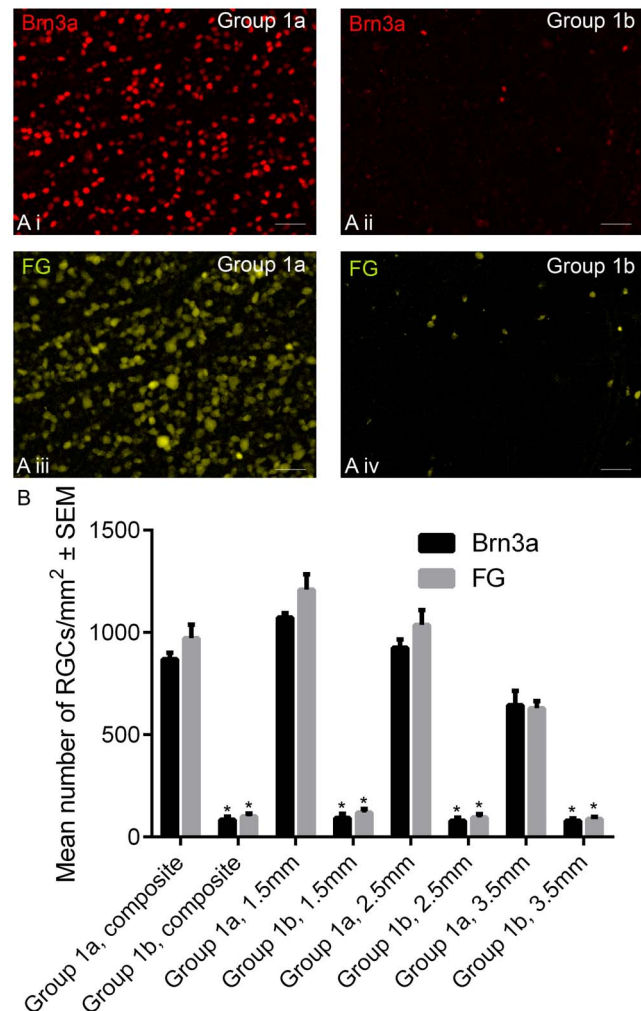 Brn3a Group 1a
A i
Brn3a Group 1b
A ii
FG Group 1a
A iii
FG Group 1b
A iv
B
Mean number of RGCs/mm² ± SEM
1500
1000
500
0
Brn3a
FG
* *
* *
* *
* *
Group 1a, composite
Group 1b, composite
Group 1a, 1.5mm
Group 1b, 1.5mm
Group 1a, 2.5mm
Group 1b, 2.5mm
Group 1a, 3.5mm
Group 1b, 3.5mm